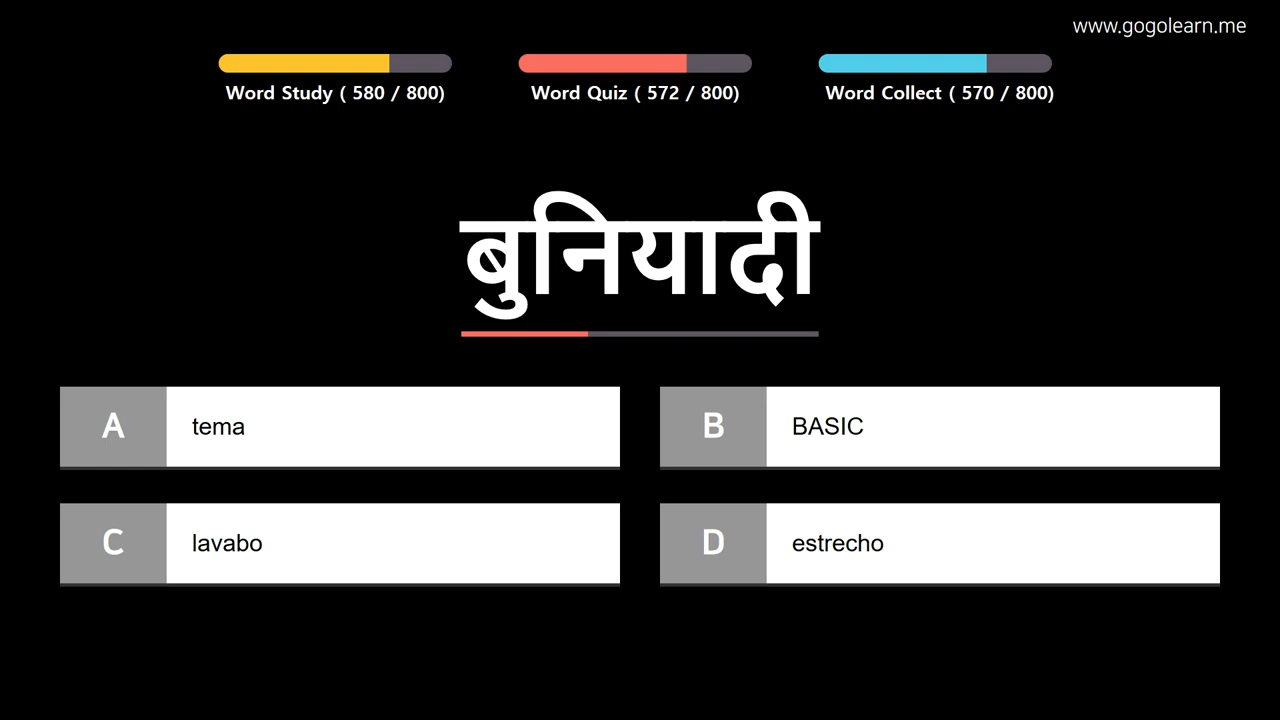 www.gogolearn.me
Word Study ( 580 / 800) Word Quiz ( 572 / 800) Word Collect ( 570 / 800)
बुनियादी
A tema
B BASIC
C lavabo
D estrecho